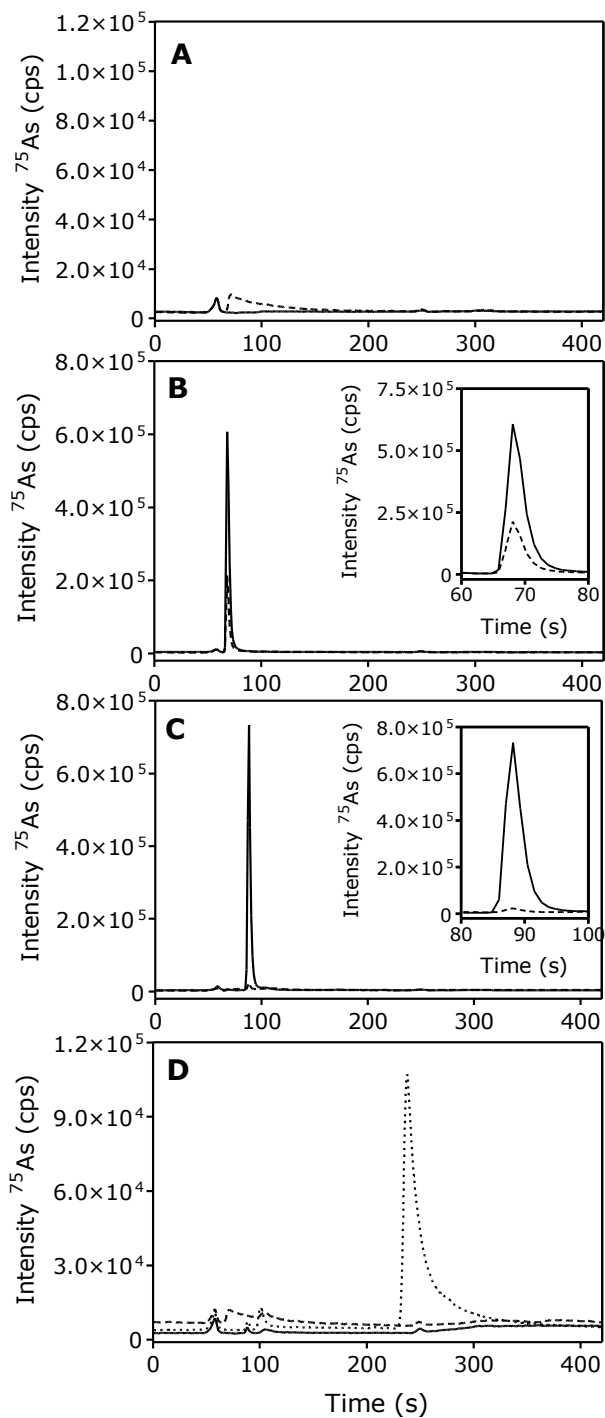 A
Intensity ⁷⁵As (cps)
1.2×10⁵
1.0×10⁵
8.0×10⁴
6.0×10⁴
4.0×10⁴
2.0×10⁴
0
0 100 200 300 400
B
Intensity ⁷⁵As (cps)
8.0×10⁵
6.0×10⁵
4.0×10⁵
2.0×10⁵
0
0 100 200 300 400
Intensity ⁷⁵As (cps)
7.5×10⁵
5.0×10⁵
2.5×10⁵
0
60 70 80
Time (s)
C
Intensity ⁷⁵As (cps)
8.0×10⁵
6.0×10⁵
4.0×10⁵
2.0×10⁵
0
0 100 200 300 400
Intensity ⁷⁵As (cps)
8.0×10⁵
6.0×10⁵
4.0×10⁵
2.0×10⁵
0
80 90 100
Time (s)
D
Intensity ⁷⁵As (cps)
1.2×10⁵
9.0×10⁴
6.0×10⁴
3.0×10⁴
0
0 100 200 300 400
Time (s)